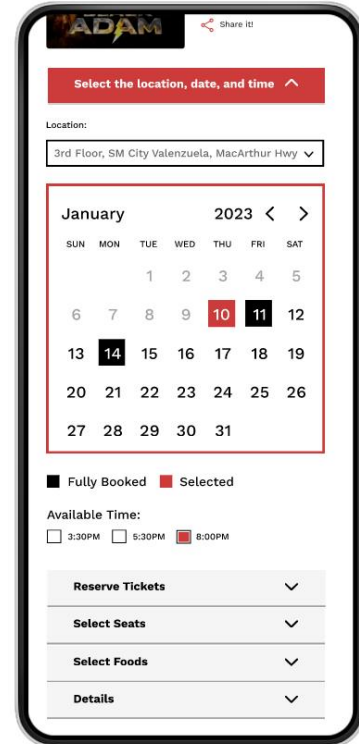 ADAM
Share it!
Select the location, date, and time
Location:
3rd Floor, SM City Valenzuela, MacArthur Hwy
January 2023
SUN MON TUE WED THU FRI SAT
1 2 3 4 5
6 7 8 9 10 11 12
13 14 15 16 17 18 19
20 21 22 23 24 25 26
27 28 29 30 31
Fully Booked Selected
Available Time:
3:30PM 5:30PM 8:00PM
Reserve Tickets
Select Seats
Select Foods
Details